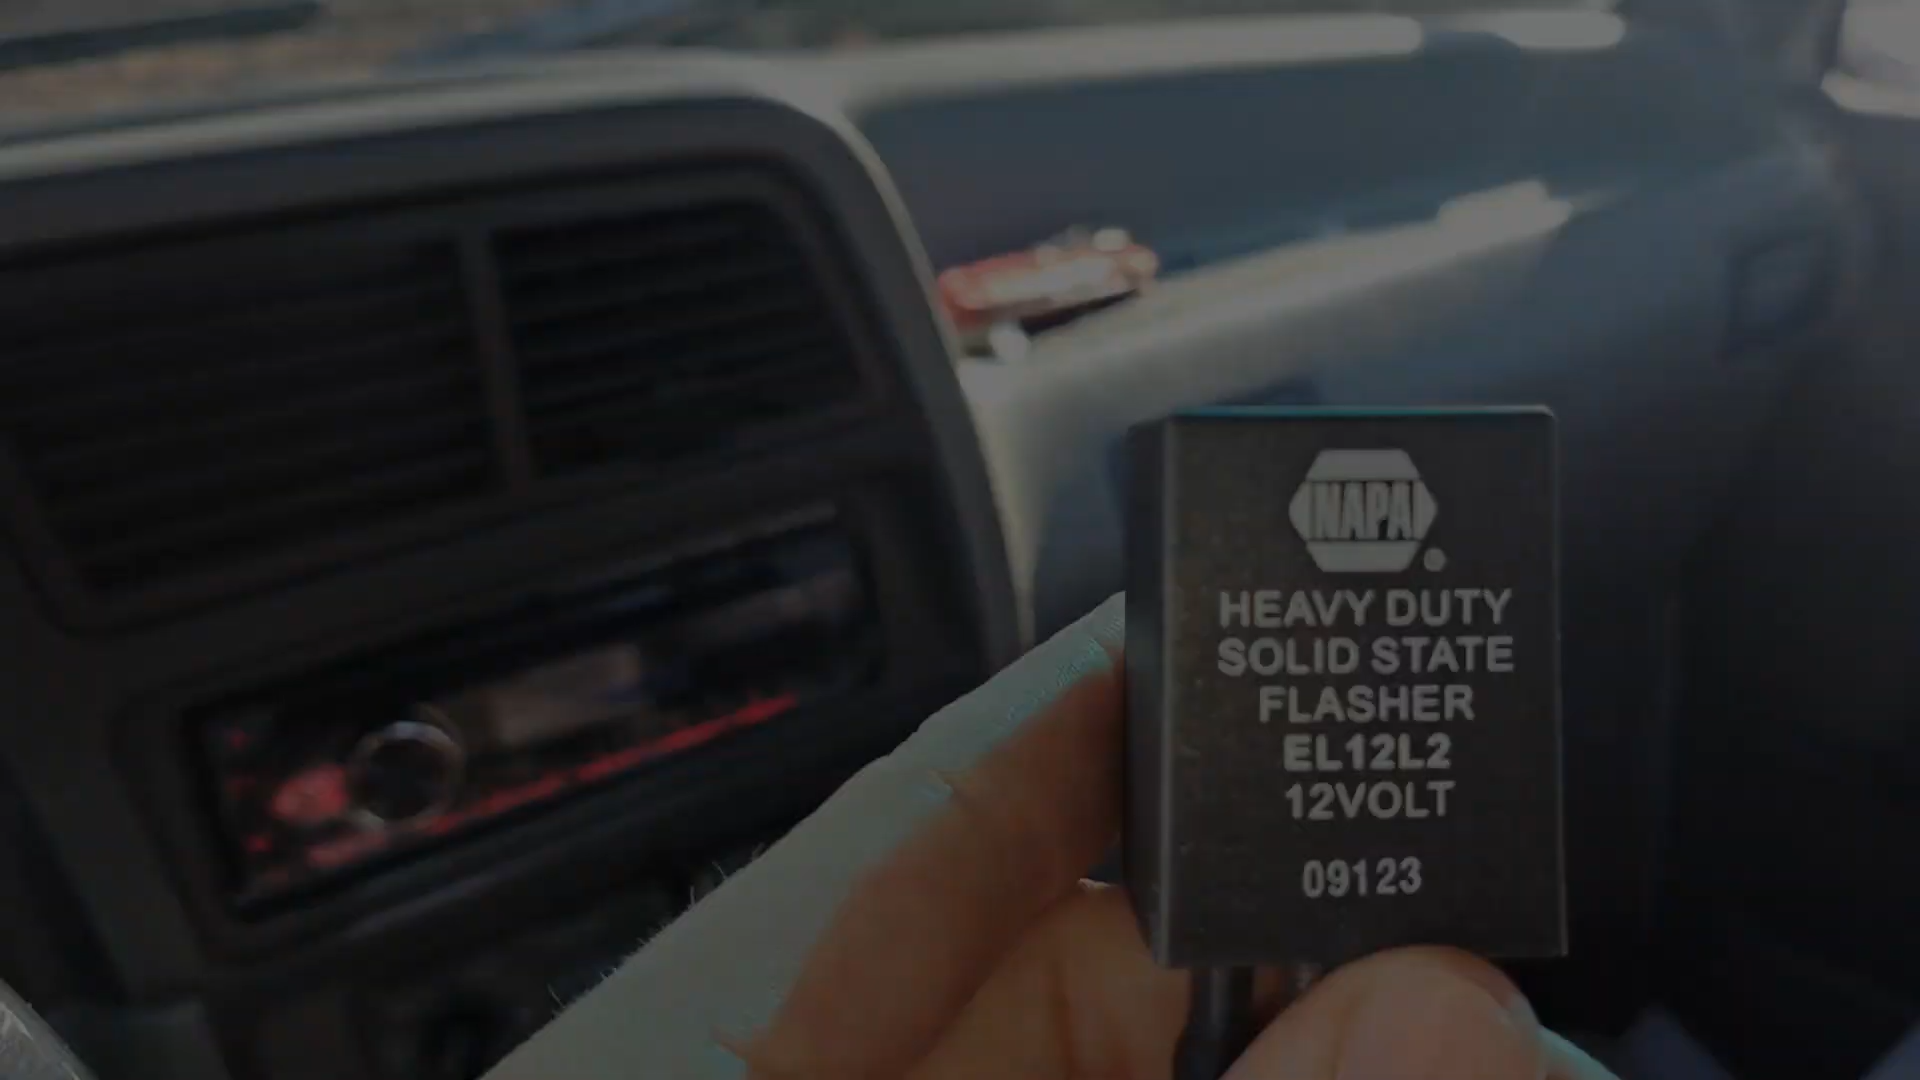 NAPA
HEAVY DUTY
SOLID STATE
FLASHER
EL12L2
12VOLT
09123